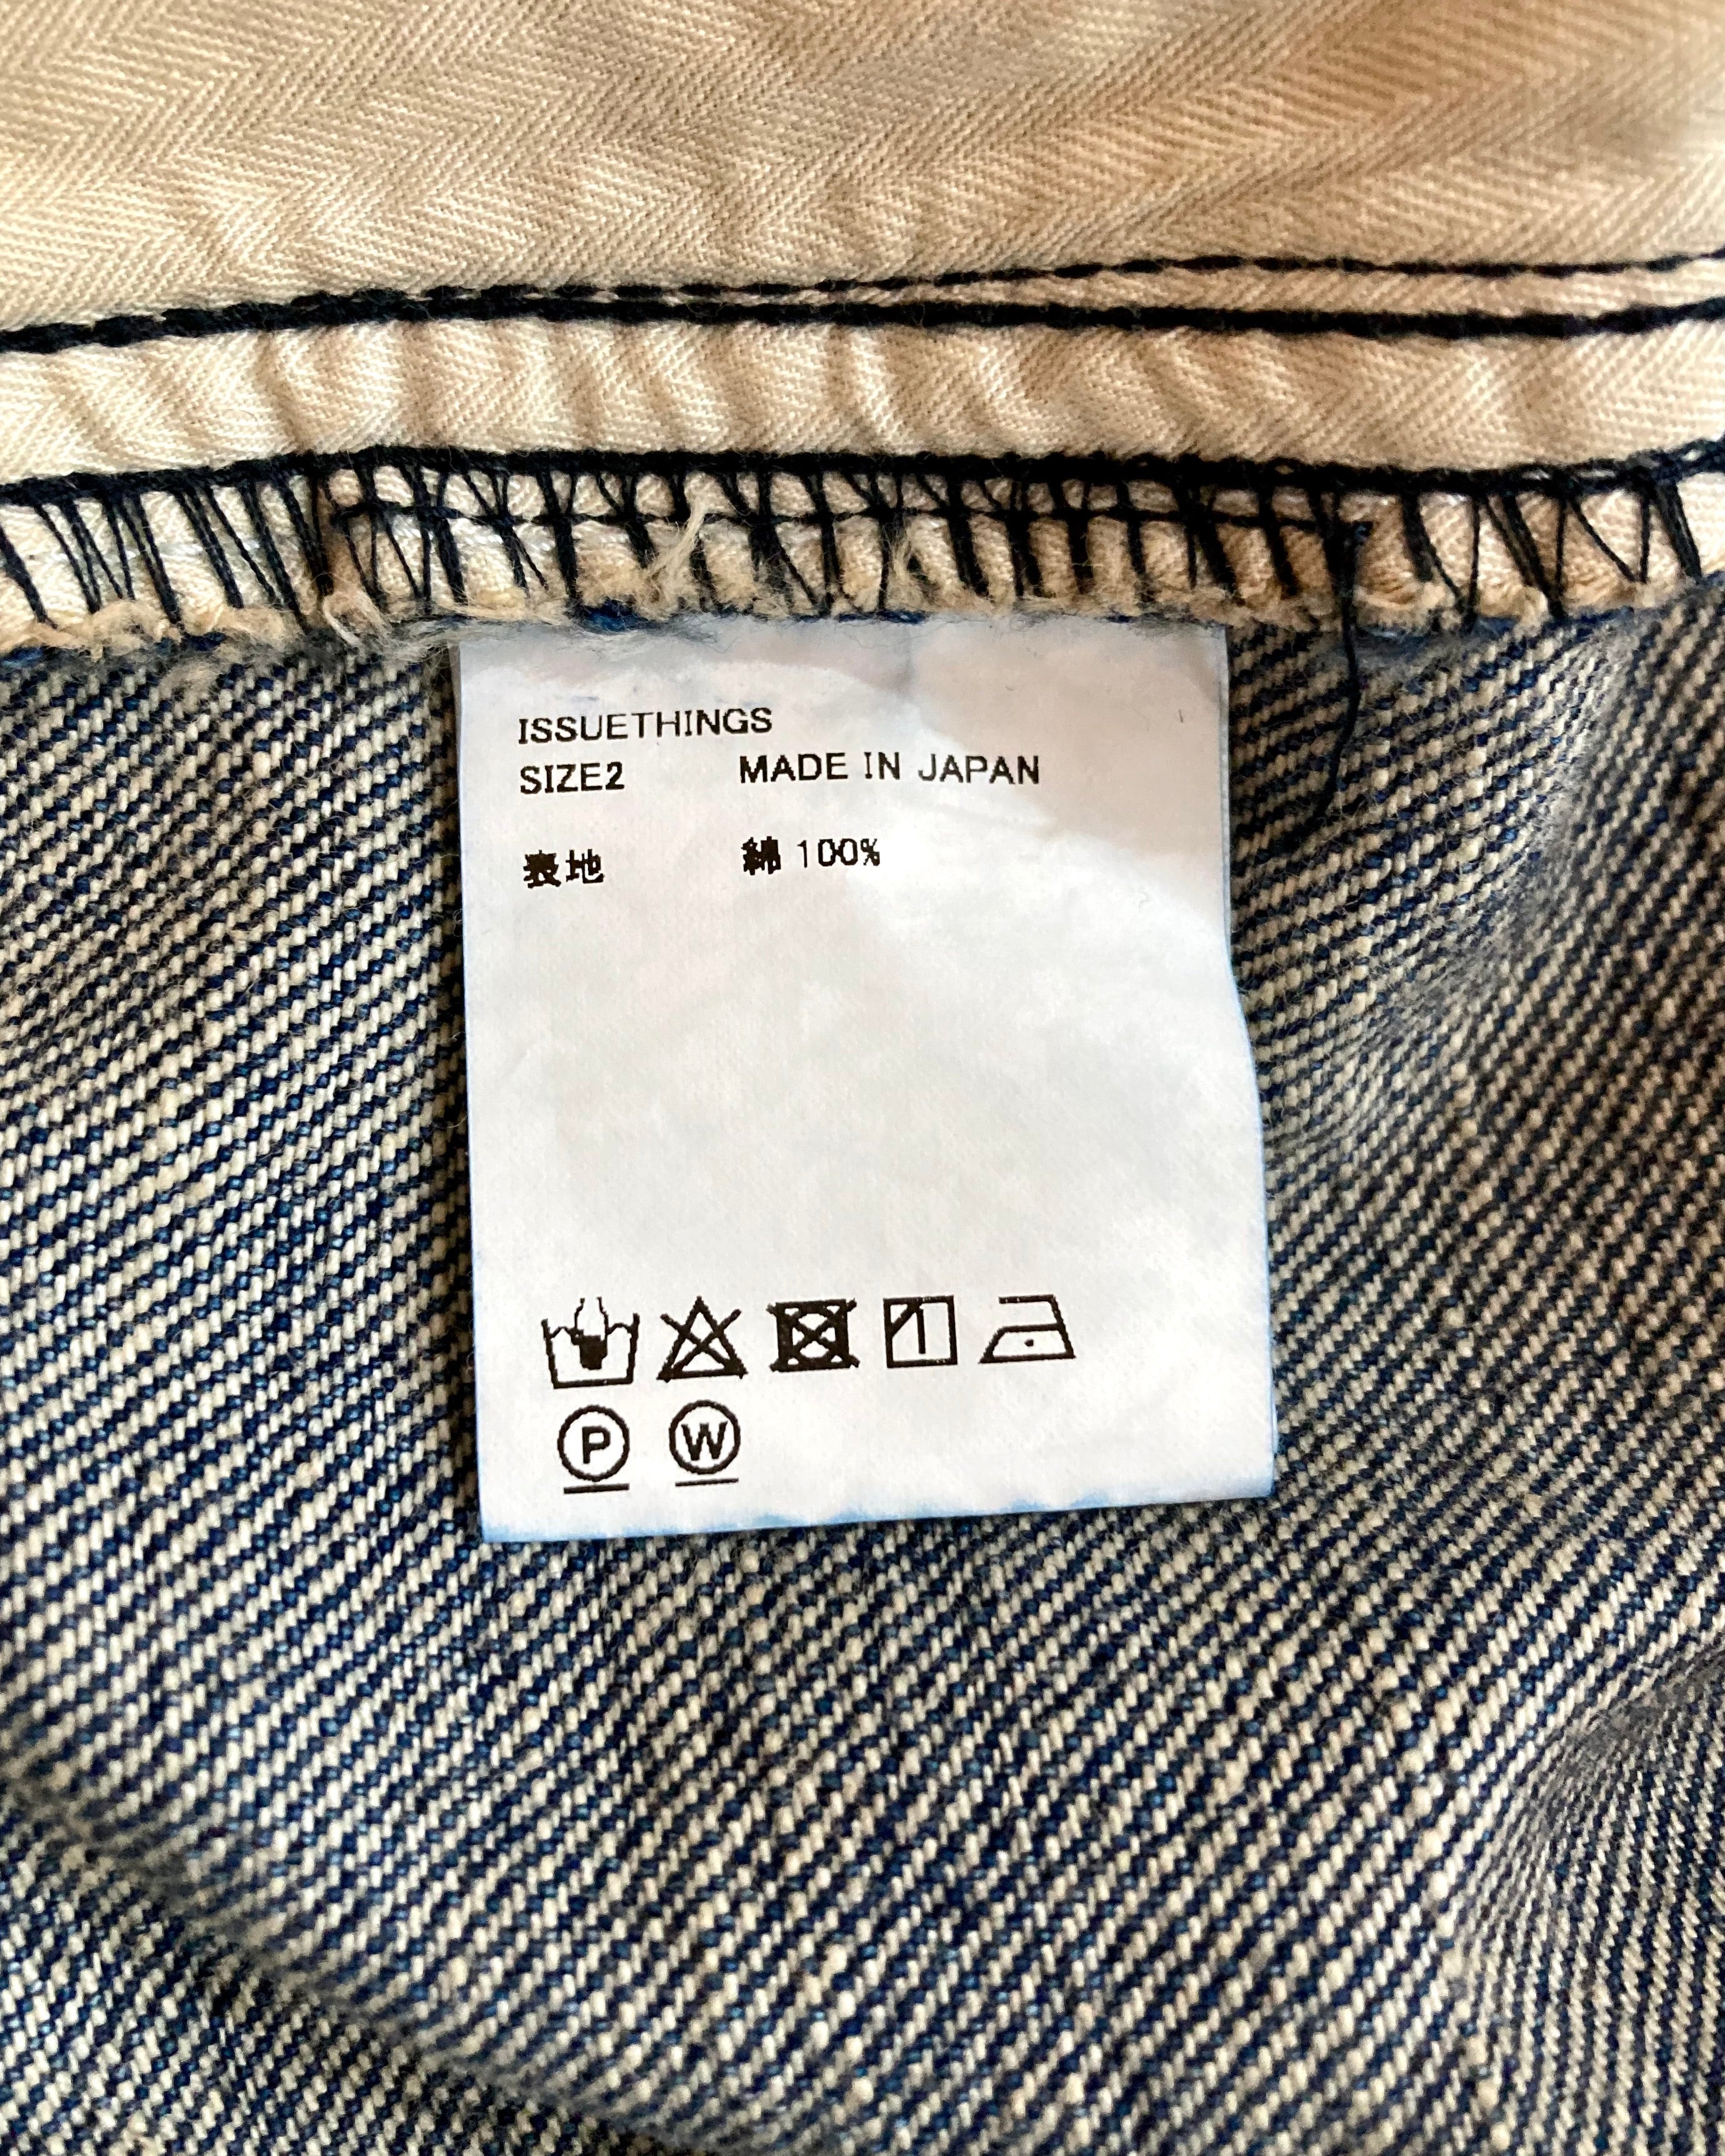 ISSUETHINGS
SIZE2 MADE IN JAPAN
表地 綿 100%
P W